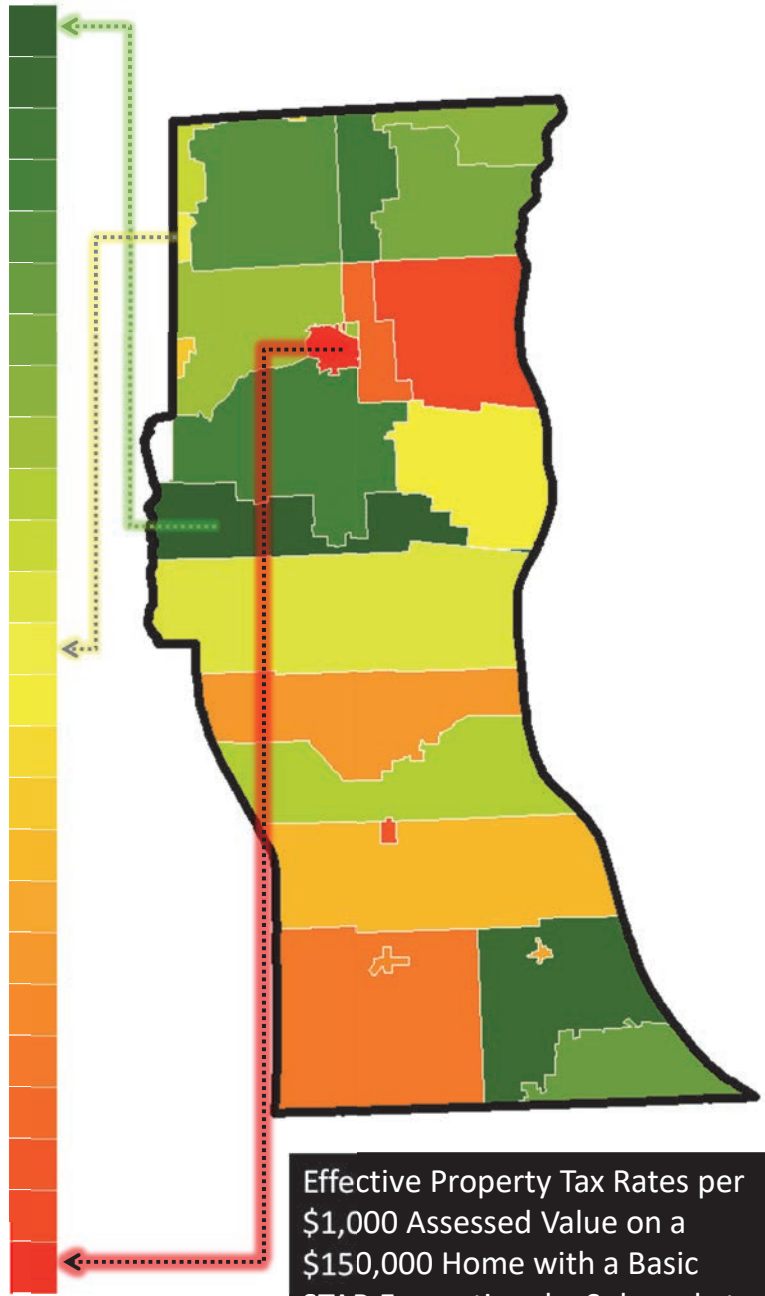 Effective Property Tax Rates per
$1,000 Assessed Value on a
$150,000 Home with a Basic